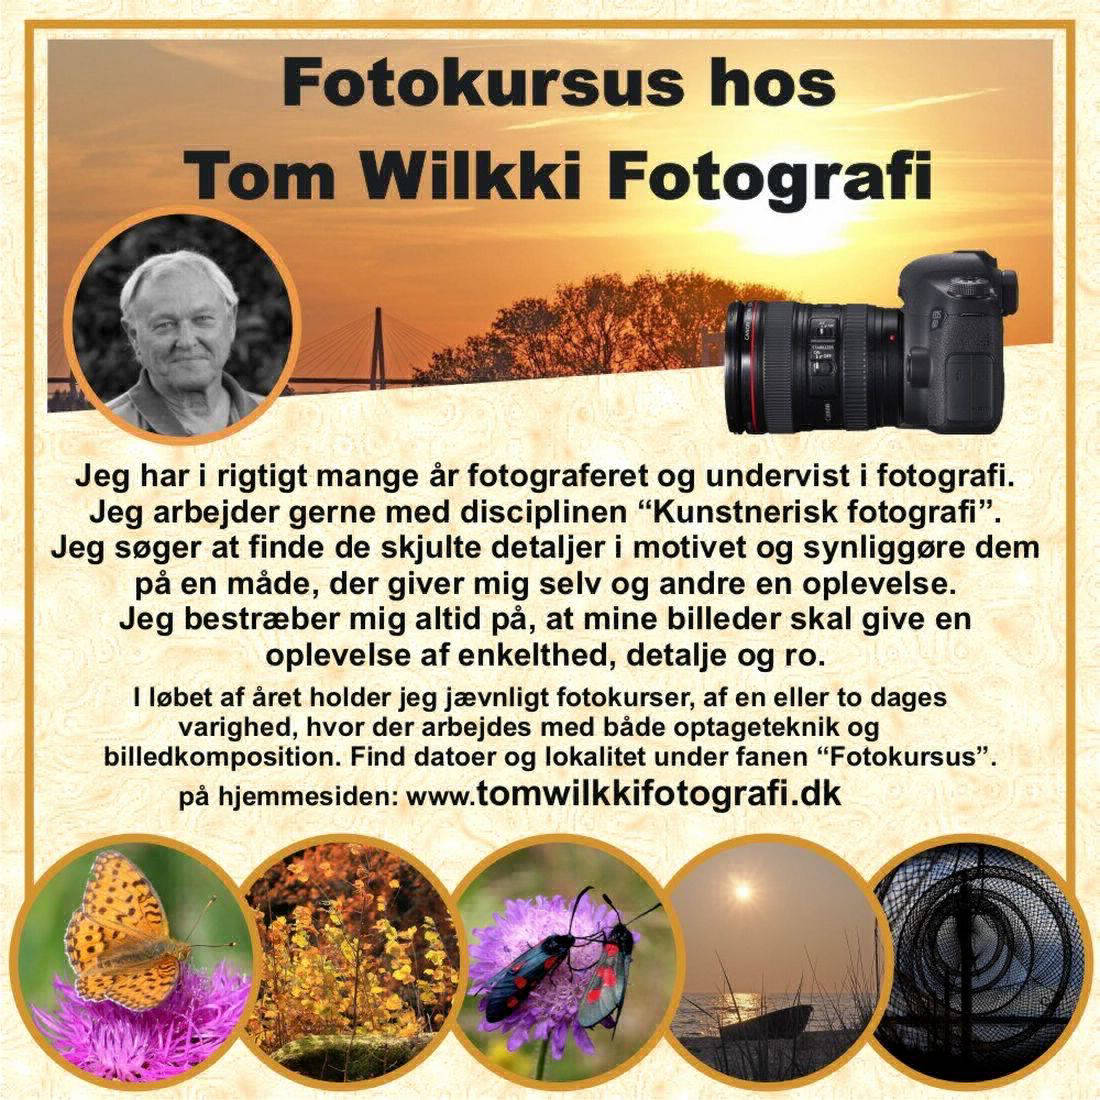 Fotokursus hos
Tom Wilkki Fotografi
Jeg har i rigtigt mange år fotograferet og undervist i fotografi.
Jeg arbejder gerne med disciplinen “Kunstnerisk fotografi”.
Jeg søger at finde de skjulte detaljer i motivet og synliggøre dem
på en måde, der giver mig selv og andre en oplevelse.
Jeg bestræber mig altid på, at mine billeder skal give en
oplevelse af enkelthed, detalje og ro.
I løbet af året holder jeg jævnligt fotokurser, af en eller to dages
varighed, hvor der arbejdes med både optageteknik og
billedkomposition. Find datoer og lokalitet under fanen “Fotokursus”.
på hjemmesiden: www.tomwilkkifotografi.dk